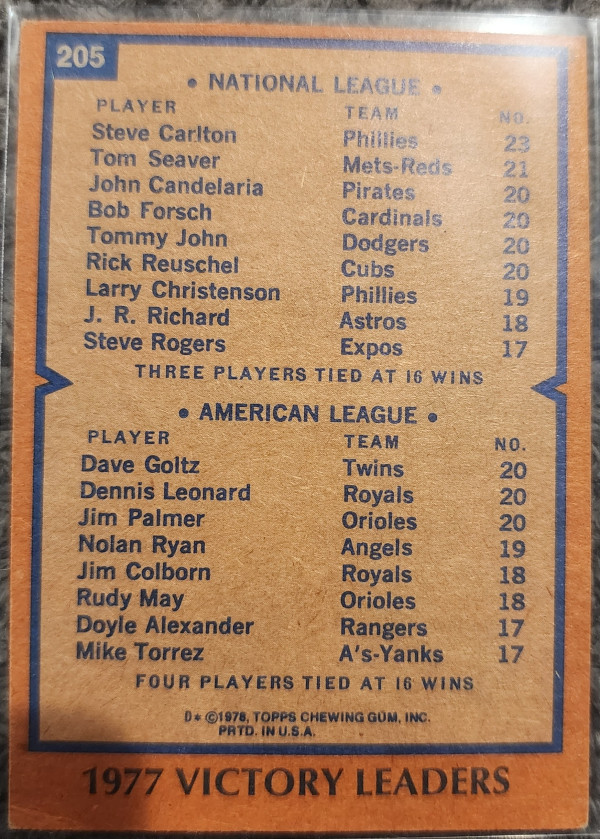 205
• NATIONAL LEAGUE •
PLAYER TEAM NO.
Steve Carlton Phillies 23
Tom Seaver Mets-Reds 21
John Candelaria Pirates 20
Bob Forsch Cardinals 20
Tommy John Dodgers 20
Rick Reuschel Cubs 20
Larry Christenson Phillies 19
J. R. Richard Astros 18
Steve Rogers Expos 17
THREE PLAYERS TIED AT 16 WINS
• AMERICAN LEAGUE •
PLAYER TEAM NO.
Dave Goltz Twins 20
Dennis Leonard Royals 20
Jim Palmer Orioles 20
Nolan Ryan Angels 19
Jim Colborn Royals 18
Rudy May Orioles 18
Doyle Alexander Rangers 17
Mike Torrez A's-Yanks 17
FOUR PLAYERS TIED AT 16 WINS
D* ©1978, TOPPS CHEWING GUM, INC.
PRTD. IN U.S.A.
1977 VICTORY LEADERS